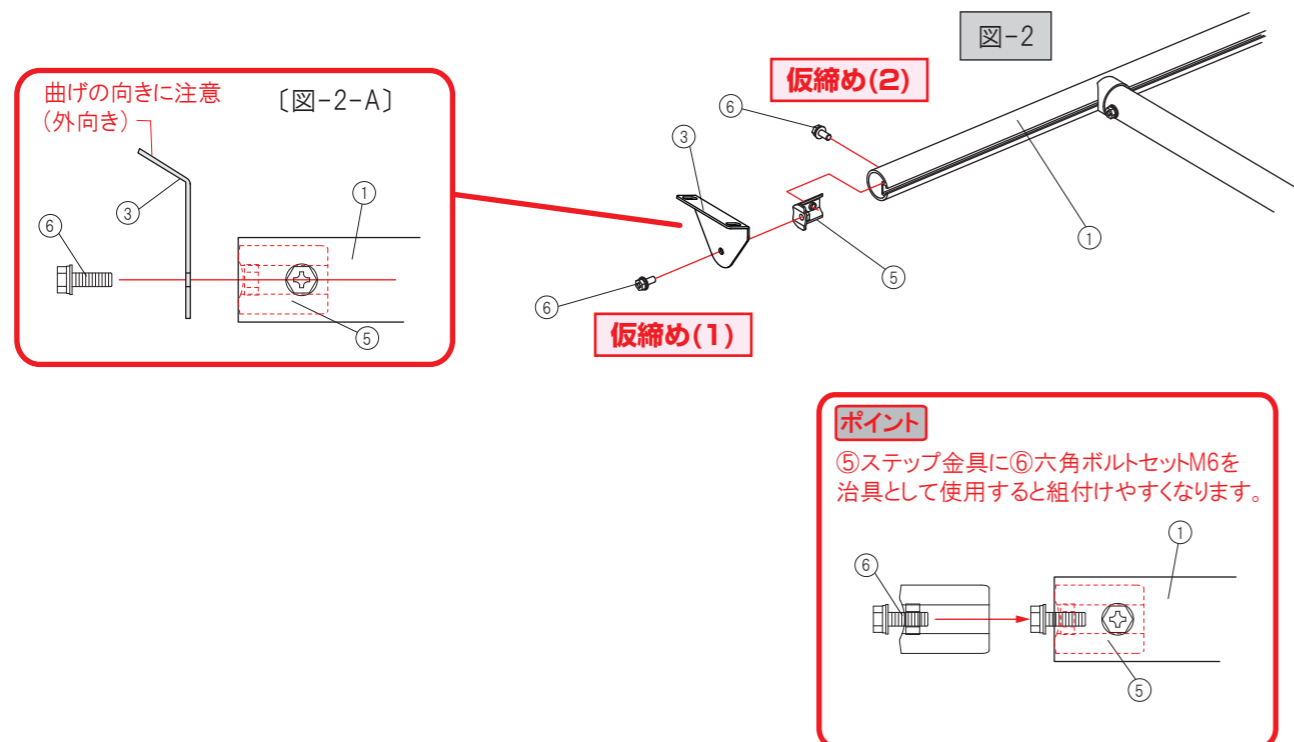 図-2
仮締め(2)
⑥
③
①
⑤
⑥
仮締め(1)
曲げの向きに注意
(外向き)
〔図-2-A〕
③
⑥
①
⑤
ポイント
⑤ステップ金具に⑥六角ボルトセットM6を
治具として使用すると組付けやすくなります。
⑥
①
⑤